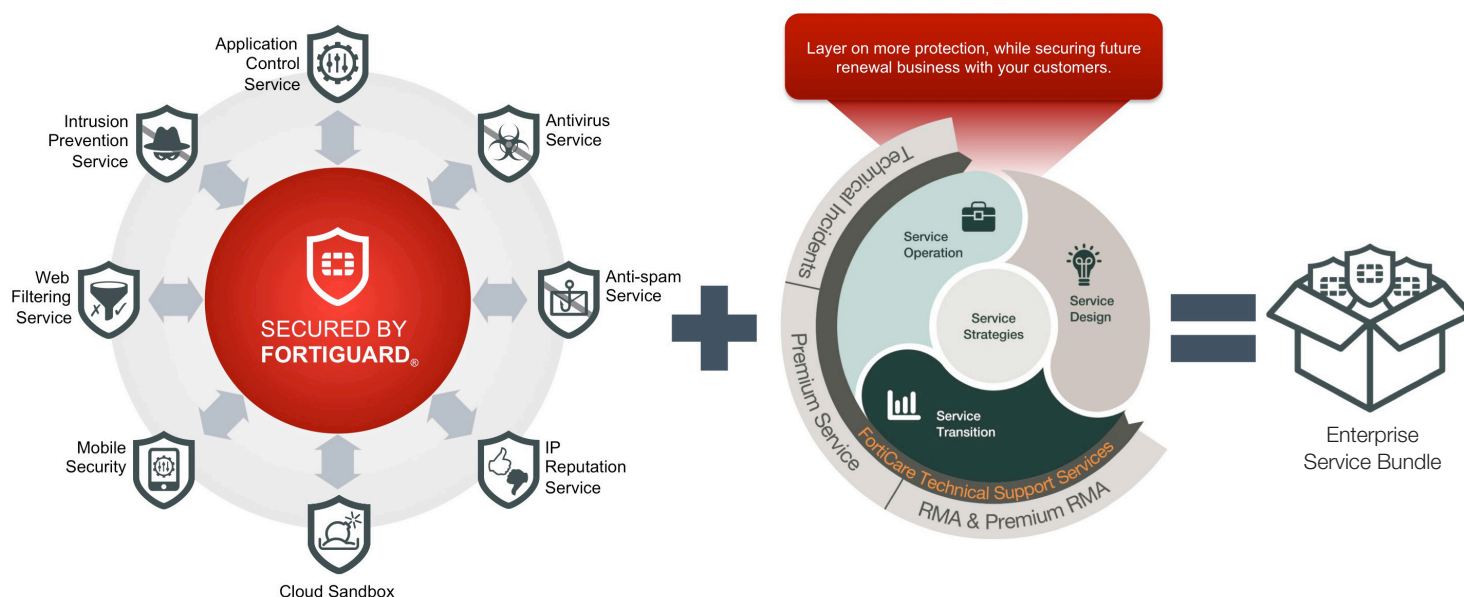 Application
Control
Service
Antivirus
Service
Anti-spam
Service
IP
Reputation
Service
Cloud Sandbox
Mobile
Security
Web
Filtering
Service
Intrusion
Prevention
Service
SECURED BY
FORTIGUARD®
Layer on more protection, while securing future
renewal business with your customers.
Technical Incidents
Premium Service
RMA & Premium RMA
FortiCare Technical Support Services
Service
Operation
Service
Design
Service
Strategies
Service
Transition
Enterprise
Service Bundle